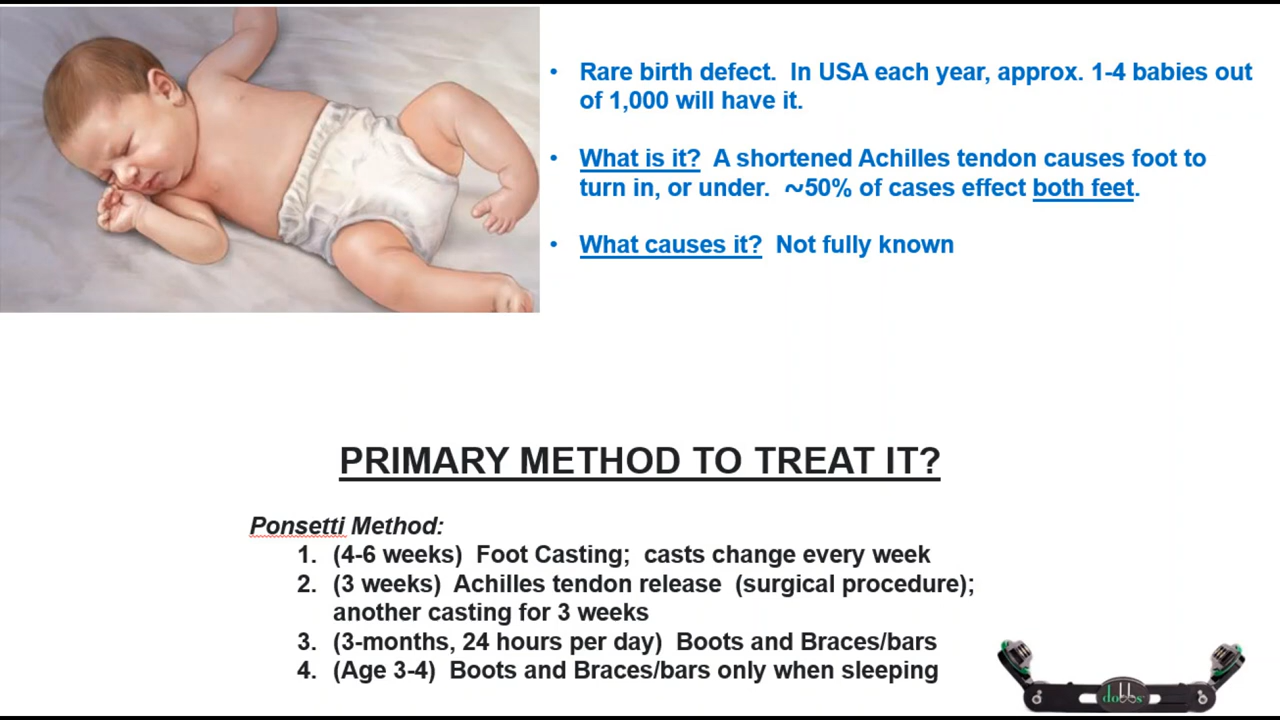 • Rare birth defect. In USA each year, approx. 1-4 babies out
of 1,000 will have it.
• What is it? A shortened Achilles tendon causes foot to
turn in, or under. ~50% of cases effect both feet.
• What causes it? Not fully known
PRIMARY METHOD TO TREAT IT?
Ponsetti Method:
1. (4-6 weeks) Foot Casting; casts change every week
2. (3 weeks) Achilles tendon release (surgical procedure);
another casting for 3 weeks
3. (3-months, 24 hours per day) Boots and Braces/bars
4. (Age 3-4) Boots and Braces/bars only when sleeping
dobbs